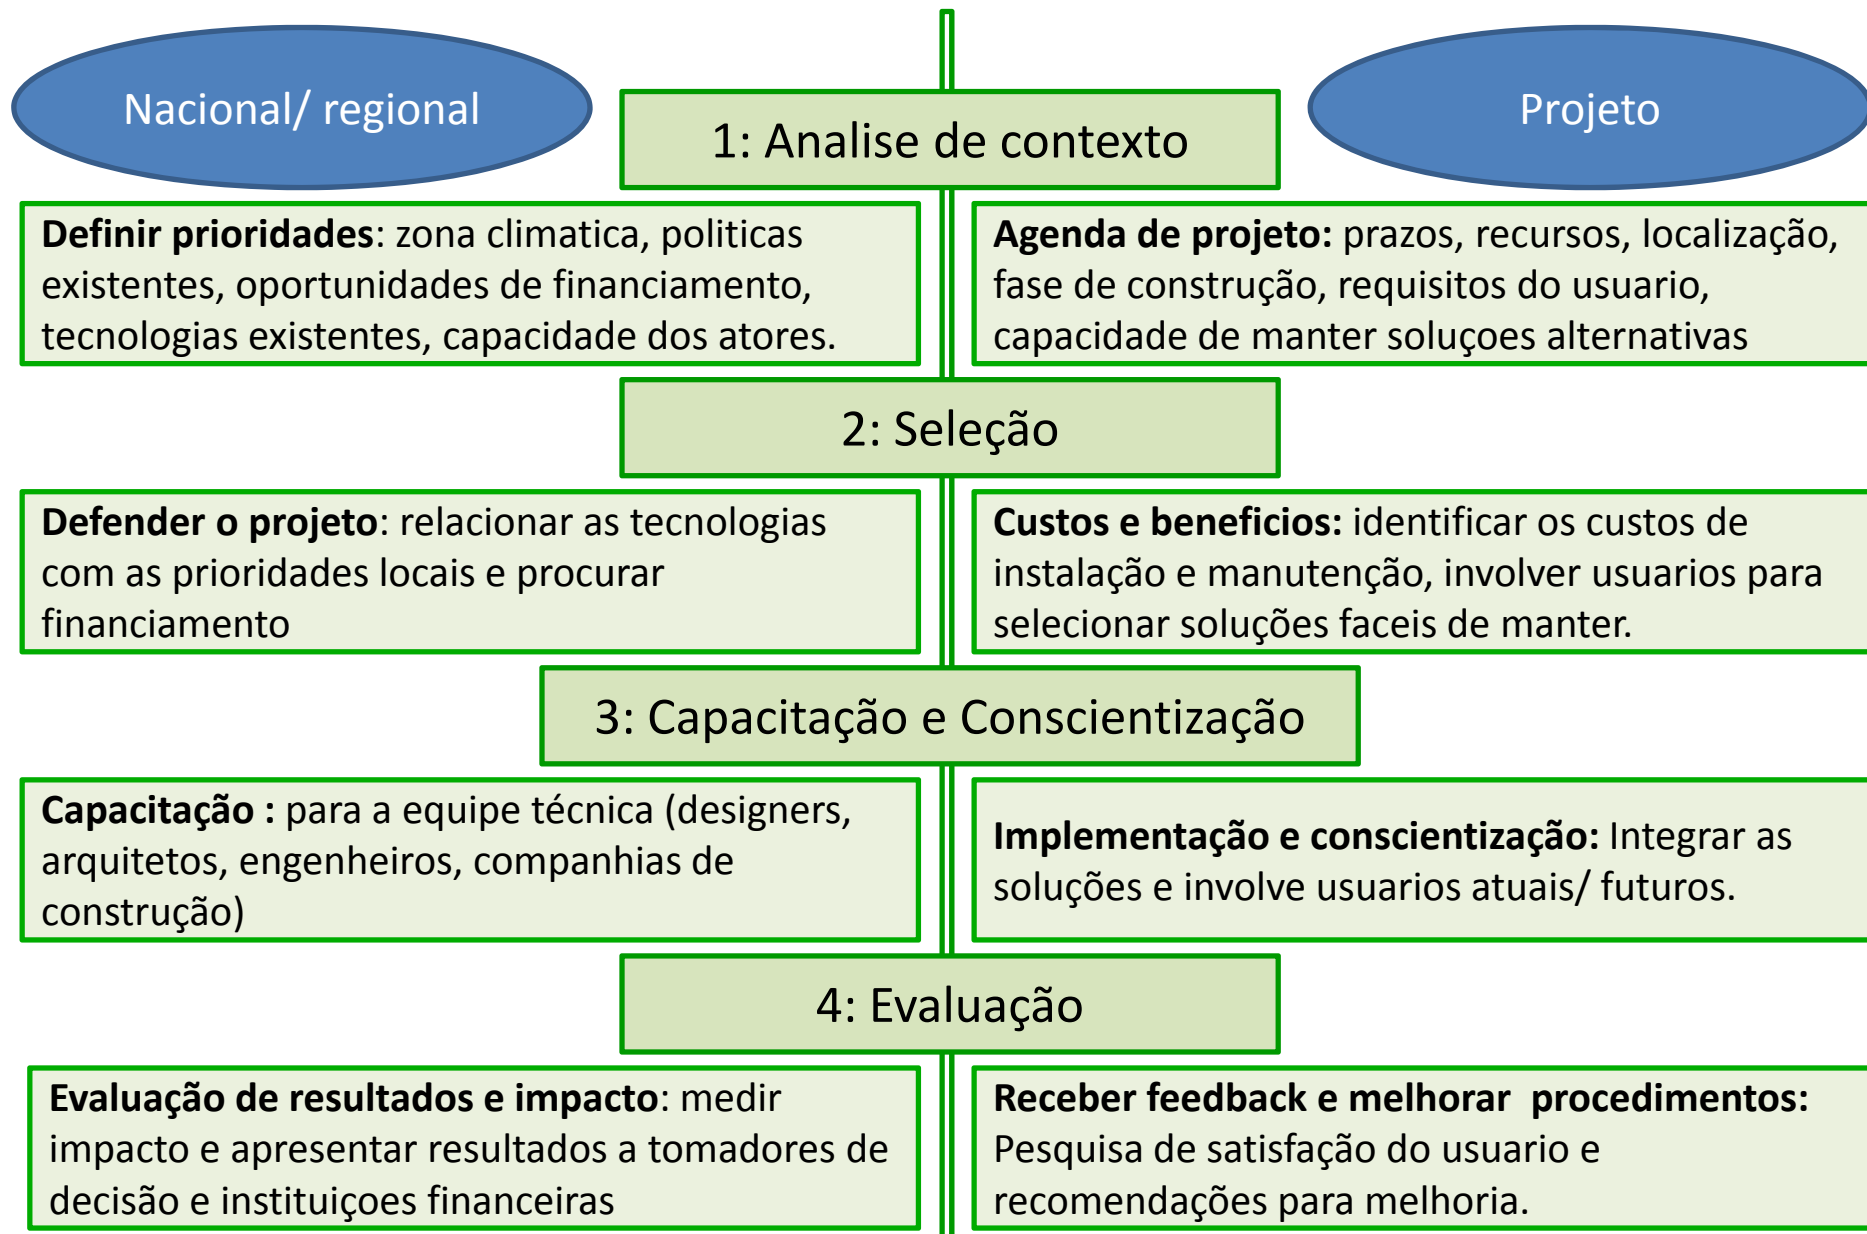 Nacional/ regional
Projeto
1: Analise de contexto
Definir prioridades: zona climatica, politicas
existentes, oportunidades de financiamento,
tecnologias existentes, capacidade dos atores.
Agenda de projeto: prazos, recursos, localização,
fase de construção, requisitos do usuario,
capacidade de manter soluçoes alternativas
2: Seleção
Defender o projeto: relacionar as tecnologias
com as prioridades locais e procurar
financiamento
Custos e beneficios: identificar os custos de
instalação e manutenção, involver usuarios para
selecionar soluções faceis de manter.
3: Capacitação e Conscientização
Capacitação : para a equipe técnica (designers,
arquitetos, engenheiros, companhias de
construção)
Implementação e conscientização: Integrar as
soluções e involve usuarios atuais/ futuros.
4: Evaluação
Evaluação de resultados e impacto: medir
impacto e apresentar resultados a tomadores de
decisão e instituiçoes financeiras
Receber feedback e melhorar  procedimentos:
Pesquisa de satisfação do usuario e
recomendações para melhoria.